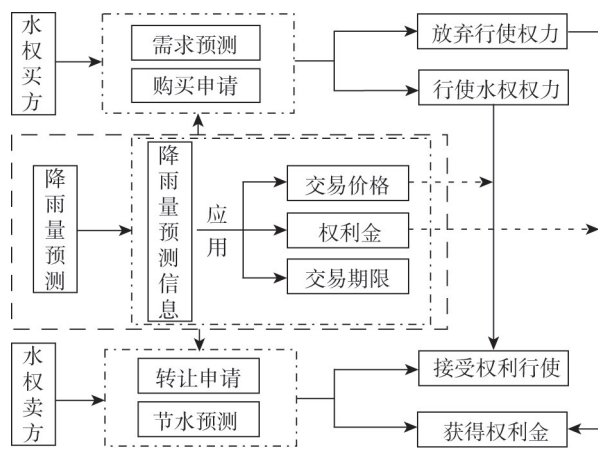 水权买方
需求预测
购买申请
放弃行使权力
行使水权权力
降雨量预测
降雨量预测信息
应用
交易价格
权利金
交易期限
水权卖方
转让申请
节水预测
接受权利行使
获得权利金